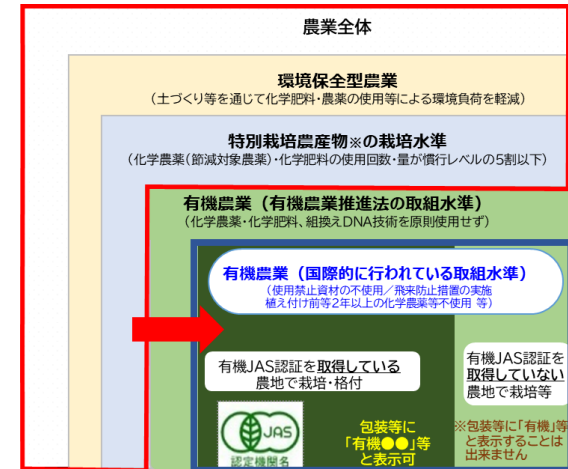 農業全体
環境保全型農業
（土づくり等を通じて化学肥料・農薬の使用等による環境負荷を軽減）
特別栽培農産物※の栽培水準
（化学農薬（節減対象農薬）・化学肥料の使用回数・量が慣行レベルの5割以下）
有機農業（有機農業推進法の取組水準）
（化学農薬・化学肥料、組換えDNA技術を原則使用せず）
有機農業（国際的に行われている取組水準）
（使用禁止資材の不使用／飛来防止措置の実施
植え付け前等2年以上の化学農薬等不使用 等）
有機JAS認証を取得している
農地で栽培・格付
有機JAS認証を
取得していない
農地で栽培等
JAS
認定機関名
包装等に
「有機●●」等
と表示可
※包装等に「有機」等
と表示することは
出来ません